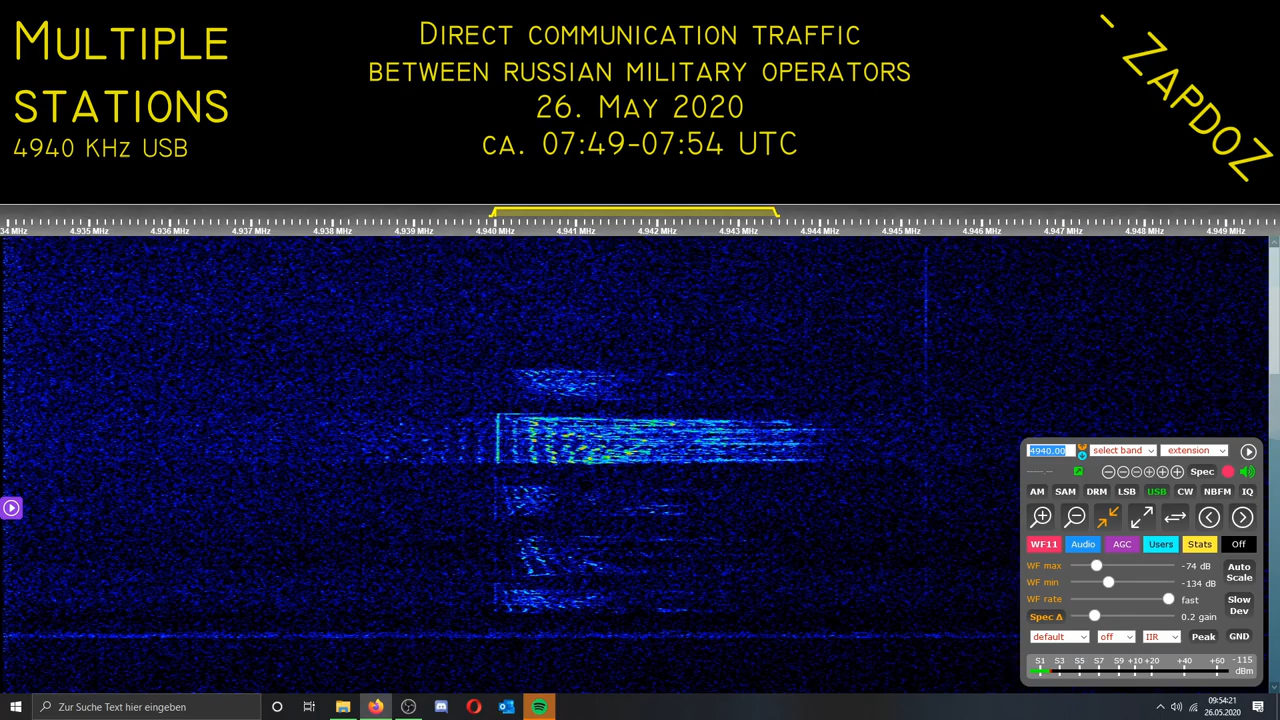 Multiple
stations
4940 KHz USB
Direct communication traffic
between Russian military operators
26. May 2020
ca. 07:49-07:54 UTC
- ZapdoZ
34 MHz 4.935 MHz 4.936 MHz 4.937 MHz 4.938 MHz 4.939 MHz 4.940 MHz 4.941 MHz 4.942 MHz 4.943 MHz 4.944 MHz 4.945 MHz 4.946 MHz 4.947 MHz 4.948 MHz 4.949 MHz
4940.00 select band extension
Spec
AM SAM DRM LSB USB CW NBFM IQ
WF11 Audio AGC Users Stats Off
WF max -74 dB Auto Scale
WF min -134 dB
WF rate fast Slow Dev
Spec Δ 0.2 gain
default off IIR Peak GND
S1 S3 S5 S7 S9 +10 +20 +40 +60 -115 dBm
Zur Suche Text hier eingeben
09:54:21
26.05.2020